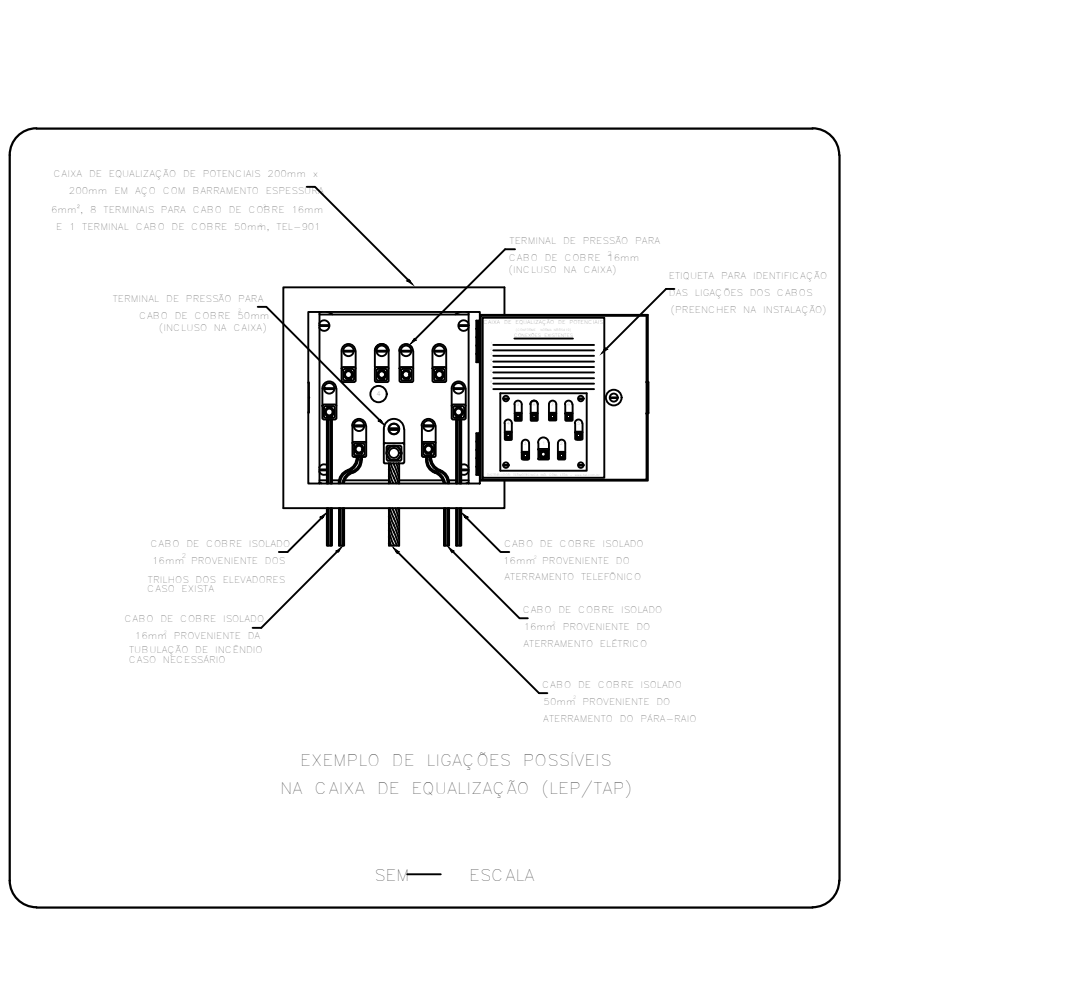 CAIXA DE EQUALIZAÇÃO DE POTENCIAIS 200mm x
200mm EM AÇO COM BARRAMENTO ESPESSURA
6mm², 8 TERMINAIS PARA CABO DE COBRE 16mm
E 1 TERMINAL CABO DE COBRE 50mm, TEL-901
TERMINAL DE PRESSÃO PARA
CABO DE COBRE 16mm²
(INCLUSO NA CAIXA)
ETIQUETA PARA IDENTIFICAÇÃO
DAS LIGAÇÕES DOS CABOS
(PREENCHER NA INSTALAÇÃO)
TERMINAL DE PRESSÃO PARA
CABO DE COBRE 50mm²
(INCLUSO NA CAIXA)
CAIXA DE EQUALIZAÇÃO DE POTENCIAIS
CABO DE COBRE ISOLADO
16mm² PROVENIENTE DOS
TRILHOS DOS ELEVADORES
CASO EXISTA
CABO DE COBRE ISOLADO
16mm² PROVENIENTE DO
ATERRAMENTO TELEFÔNICO
CABO DE COBRE ISOLADO
16mm² PROVENIENTE DA
TUBULAÇÃO DE INCÊNDIO
CASO NECESSÁRIO
CABO DE COBRE ISOLADO
16mm² PROVENIENTE DO
ATERRAMENTO ELÉTRICO
CABO DE COBRE ISOLADO
50mm² PROVENIENTE DO
ATERRAMENTO DO PÁRA-RAIO
EXEMPLO DE LIGAÇÕES POSSÍVEIS
NA CAIXA DE EQUALIZAÇÃO (LEP/TAP)
SEM ESCALA